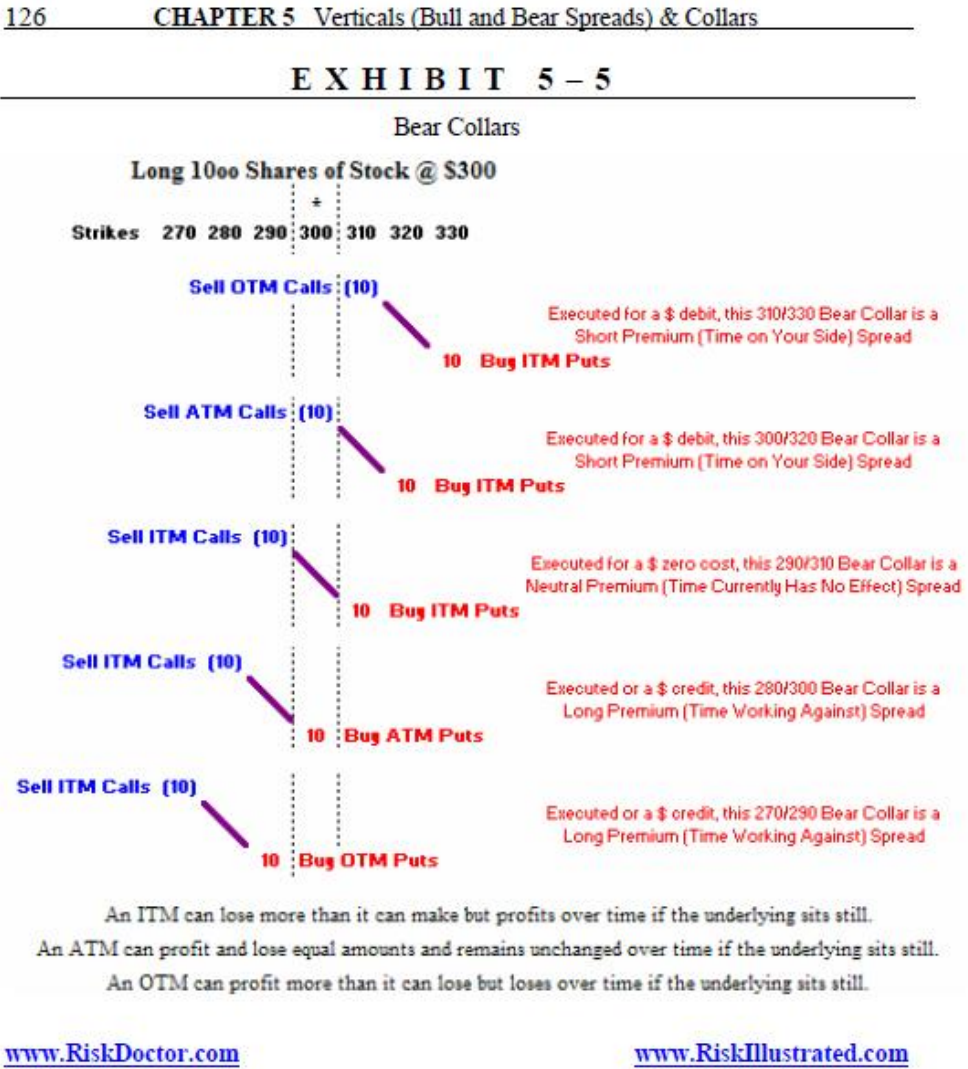 126 CHAPTER 5 Verticals (Bull and Bear Spreads) & Collars
EXHIBIT 5–5
Bear Collars
Long 10oo Shares of Stock @ $300
*
Strikes 270 280 290 300 310 320 330
Sell OTM Calls (10)
Executed for a $ debit, this 310/330 Bear Collar is a
Short Premium (Time on Your Side) Spread
10 Buy ITM Puts
Sell ATM Calls (10)
Executed for a $ debit, this 300/320 Bear Collar is a
Short Premium (Time on Your Side) Spread
10 Buy ITM Puts
Sell ITM Calls (10)
Executed for a $ zero cost, this 290/310 Bear Collar is a
Neutral Premium (Time Currently Has No Effect) Spread
10 Buy ITM Puts
Sell ITM Calls (10)
Executed or a $ credit, this 280/300 Bear Collar is a
Long Premium (Time Working Against) Spread
10 Buy ATM Puts
Sell ITM Calls (10)
Executed or a $ credit, this 270/290 Bear Collar is a
Long Premium (Time Working Against) Spread
10 Buy OTM Puts
An ITM can lose more than it can make but profits over time if the underlying sits still.
An ATM can profit and lose equal amounts and remains unchanged over time if the underlying sits still.
An OTM can profit more than it can lose but loses over time if the underlying sits still.
www.RiskDoctor.com www.RiskIllustrated.com